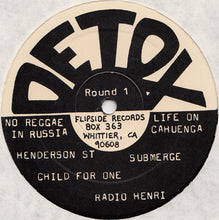 DETOX
Round 1
NO REGGAE
IN RUSSIA
FLIPSIDE RECORDS
BOX 363
WHITTIER, CA
90608
LIFE ON
CAHUENGA
HENDERSON ST
SUBMERGE
CHILD FOR ONE
RADIO HENRI